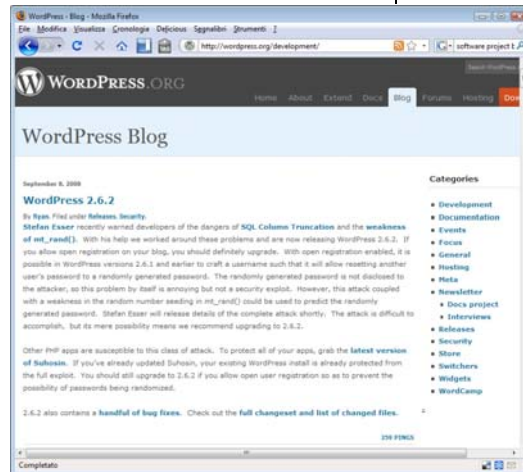 WordPress › Blog - Mozilla Firefox
File Modifica Visualizza Cronologia Delicious Segnalibri Strumenti ?
http://wordpress.org/development/
software project
WORDPRESS.ORG
Home About Extend Docs Blog Forums Hosting
WordPress Blog
September 8, 2008
WordPress 2.6.2
By Ryan. Filed under Releases, Security.
Stefan Esser recently warned developers of the dangers of SQL Column Truncation and the weakness
of mt_rand(). With his help we worked around these problems and are now releasing WordPress 2.6.2. If
you allow open registration on your blog, you should definitely upgrade. With open registration enabled, it is
possible in WordPress versions 2.6.1 and earlier to craft a username such that it will allow resetting another
user's password to a randomly generated password. The randomly generated password is not disclosed to
the attacker, so this problem by itself is annoying but not a security exploit. However, this attack coupled
with a weakness in the random number seeding in mt_rand() could be used to predict the randomly
generated password. Stefan Esser will release details of the complete attack shortly. The attack is difficult to
accomplish, but its mere possibility means we recommend upgrading to 2.6.2.
Other PHP apps are susceptible to this class of attack. To protect all of your apps, grab the latest version
of Suhosin. If you've already updated Suhosin, your existing WordPress install is already protected from
the full exploit. You should still upgrade to 2.6.2 if you allow open user registration so as to prevent the
possibility of passwords being randomized.
2.6.2 also contains a handful of bug fixes. Check out the full changeset and list of changed files.
PINGS
Categories
Development
Documentation
Events
Focus
General
Hosting
Meta
Newsletter
Docs project
Interviews
Releases
Security
Store
Switchers
Widgets
WordCamp
Completato